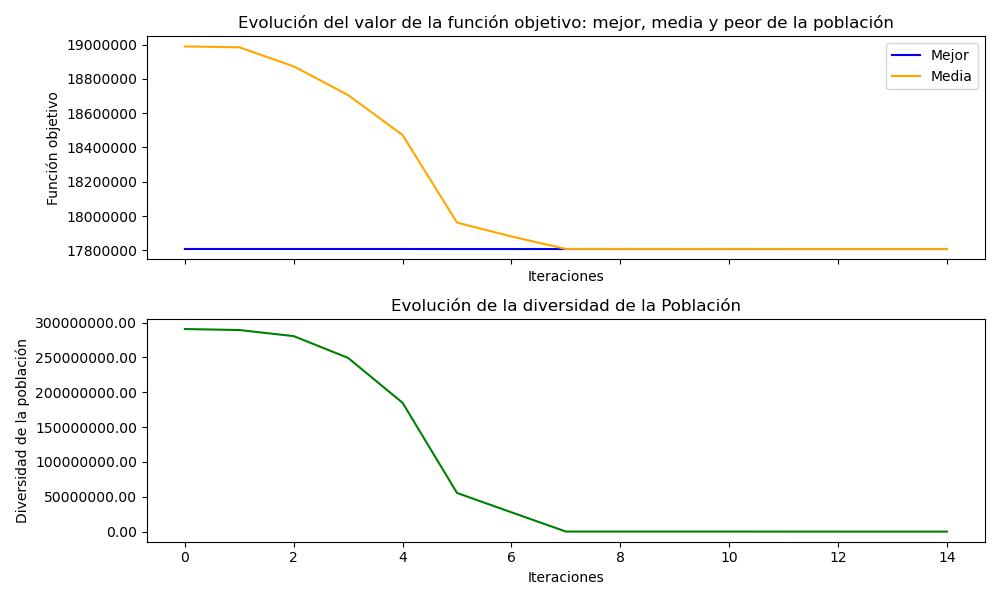 Evolución del valor de la función objetivo: mejor, media y peor de la población
Función objetivo
19000000
18800000
18600000
18400000
18200000
18000000
17800000
Mejor
Media
Iteraciones
Evolución de la diversidad de la Población
Diversidad de la población
300000000.00
250000000.00
200000000.00
150000000.00
100000000.00
50000000.00
0.00
0 2 4 6 8 10 12 14
Iteraciones